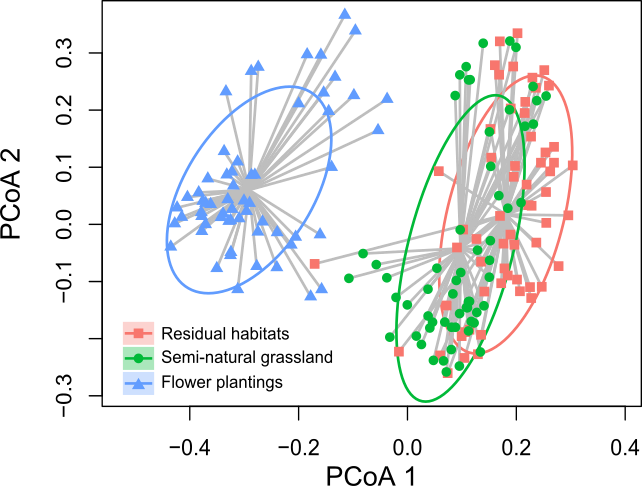 PCoA 2
0.3
0.2
0.1
0.0
−0.1
−0.3
Residual habitats
Semi-natural grassland
Flower plantings
−0.4 −0.2 0.0 0.2 0.4
PCoA 1